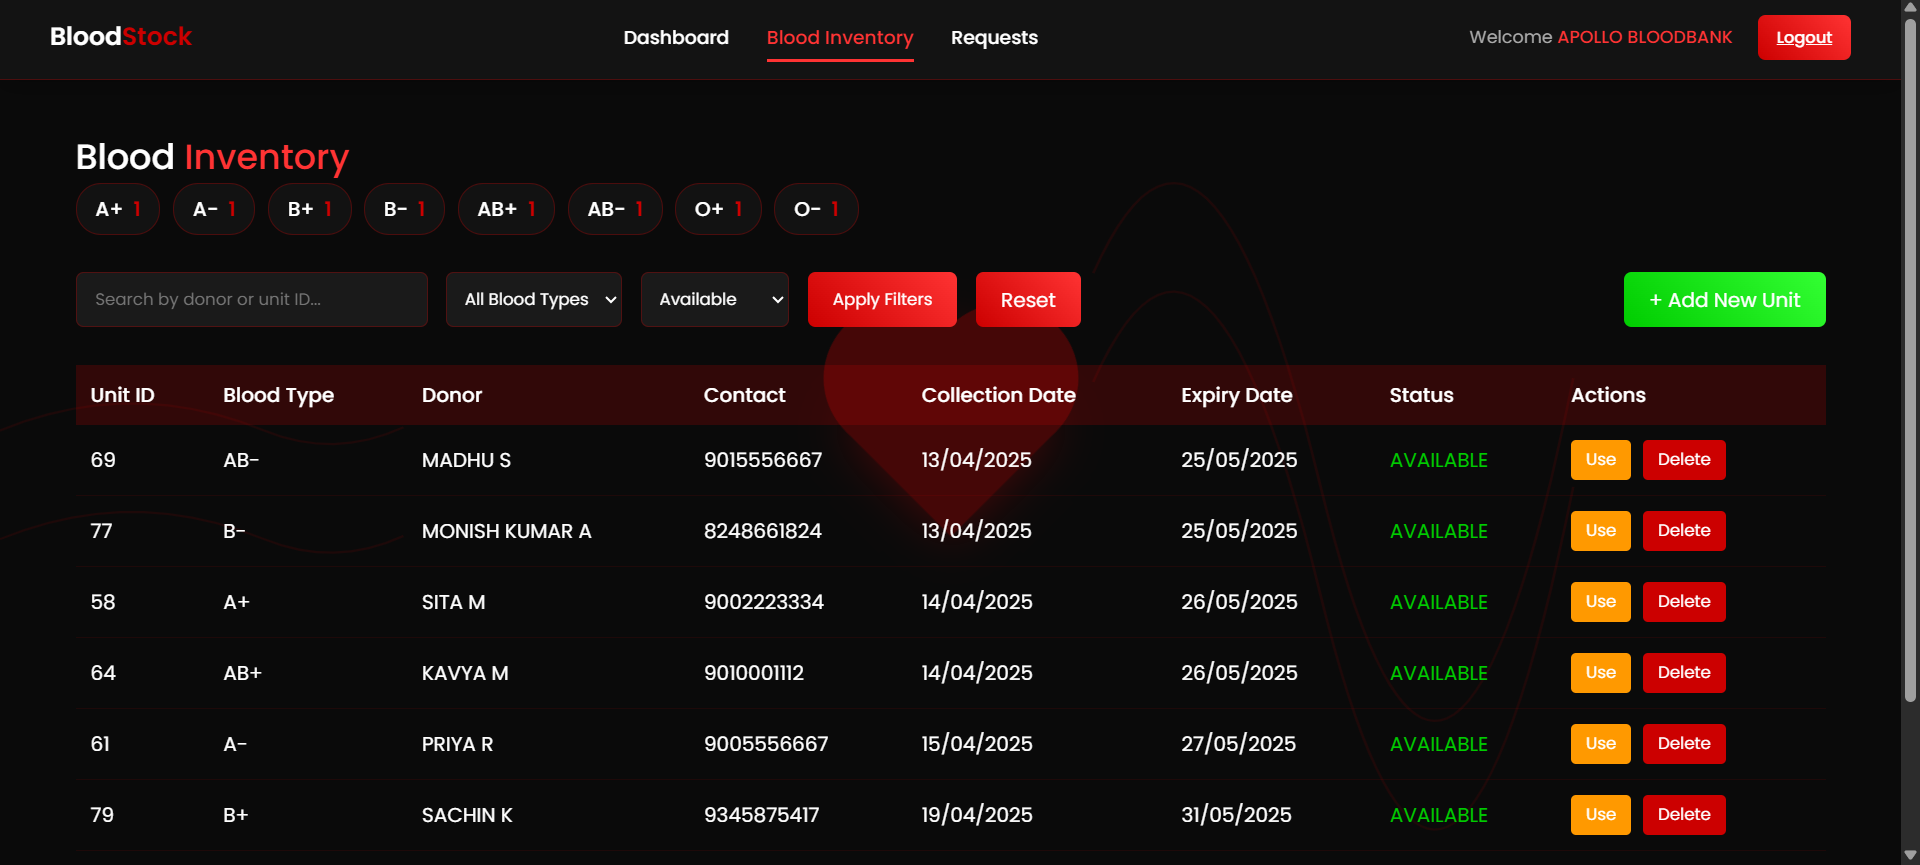 BloodStock
Dashboard Blood Inventory Requests
Welcome APOLLO BLOODBANK Logout
Blood Inventory
A+ 1 A- 1 B+ 1 B- 1 AB+ 1 AB- 1 O+ 1 O- 1
Search by donor or unit ID... All Blood Types Available Apply Filters Reset + Add New Unit
Unit ID Blood Type Donor Contact Collection Date Expiry Date Status Actions
69 AB- MADHU S 9015556667 13/04/2025 25/05/2025 AVAILABLE Use Delete
77 B- MONISH KUMAR A 8248661824 13/04/2025 25/05/2025 AVAILABLE Use Delete
58 A+ SITA M 9002223334 14/04/2025 26/05/2025 AVAILABLE Use Delete
64 AB+ KAVYA M 9010001112 14/04/2025 26/05/2025 AVAILABLE Use Delete
61 A- PRIYA R 9005556667 15/04/2025 27/05/2025 AVAILABLE Use Delete
79 B+ SACHIN K 9345875417 19/04/2025 31/05/2025 AVAILABLE Use Delete